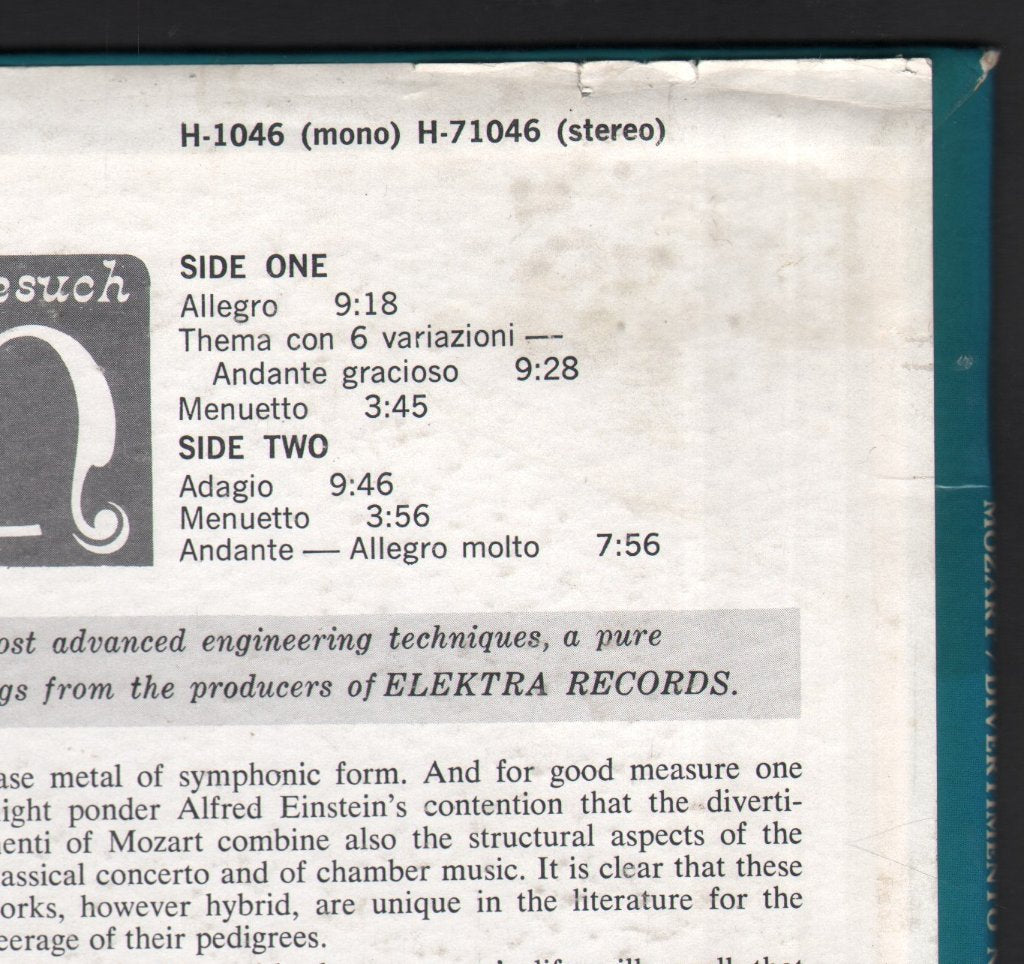 H-1046 (mono) H-71046 (stereo)
esuch
SIDE ONE
Allegro 9:18
Thema con 6 variazioni —-
Andante gracioso 9:28
Menuetto 3:45
SIDE TWO
Adagio 9:46
Menuetto 3:56
Andante — Allegro molto 7:56
ost advanced engineering techniques, a pure
gs from the producers of ELEKTRA RECORDS.
ase metal of symphonic form. And for good measure one
ight ponder Alfred Einstein's contention that the diverti-
enti of Mozart combine also the structural aspects of the
assical concerto and of chamber music. It is clear that these
orks, however hybrid, are unique in the literature for the
eerage of their pedigrees.
MOZART / DIVERTIMENTO N